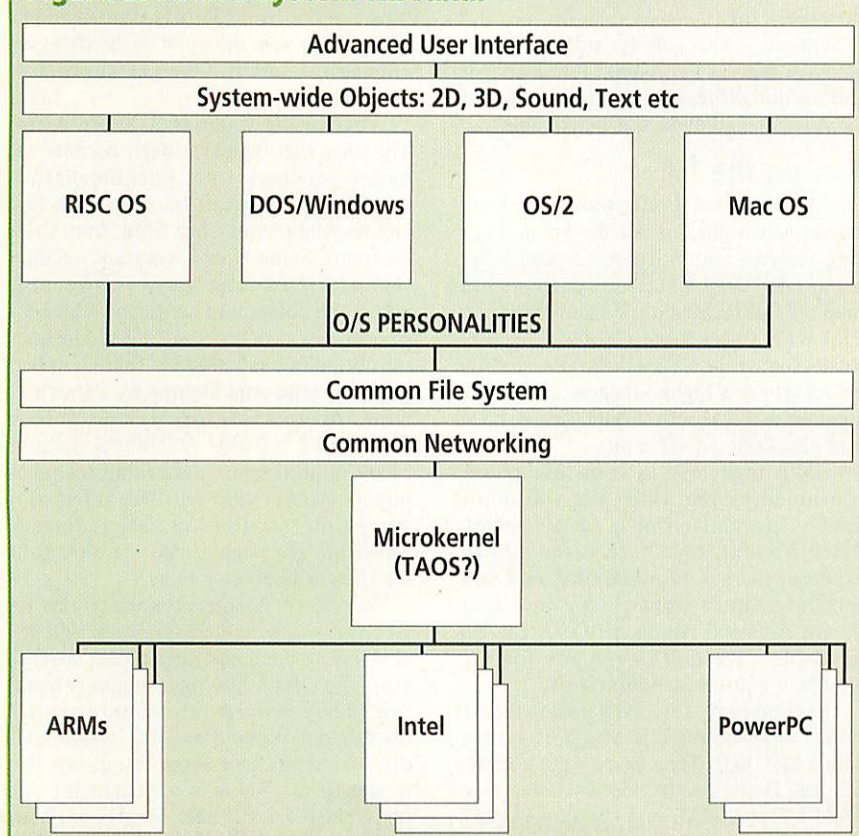 Advanced User Interface
System-wide Objects: 2D, 3D, Sound, Text etc
RISC OS
DOS/Windows
OS/2
Mac OS
O/S PERSONALITIES
Common File System
Common Networking
Microkernel
(TAOS?)
ARMs
Intel
PowerPC